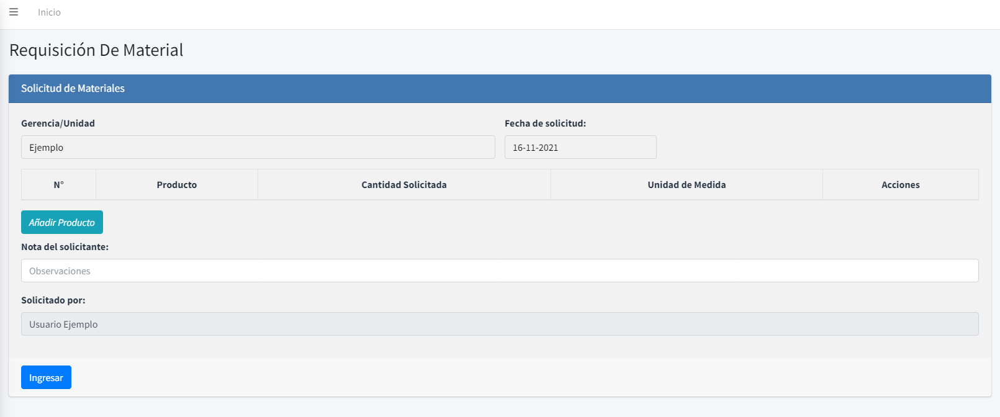 Inicio
Requisición De Material
Solicitud de Materiales
Gerencia/Unidad Fecha de solicitud:
Ejemplo 16-11-2021
N° Producto Cantidad Solicitada Unidad de Medida Acciones
Añadir Producto
Nota del solicitante:
Observaciones
Solicitado por:
Usuario Ejemplo
Ingresar